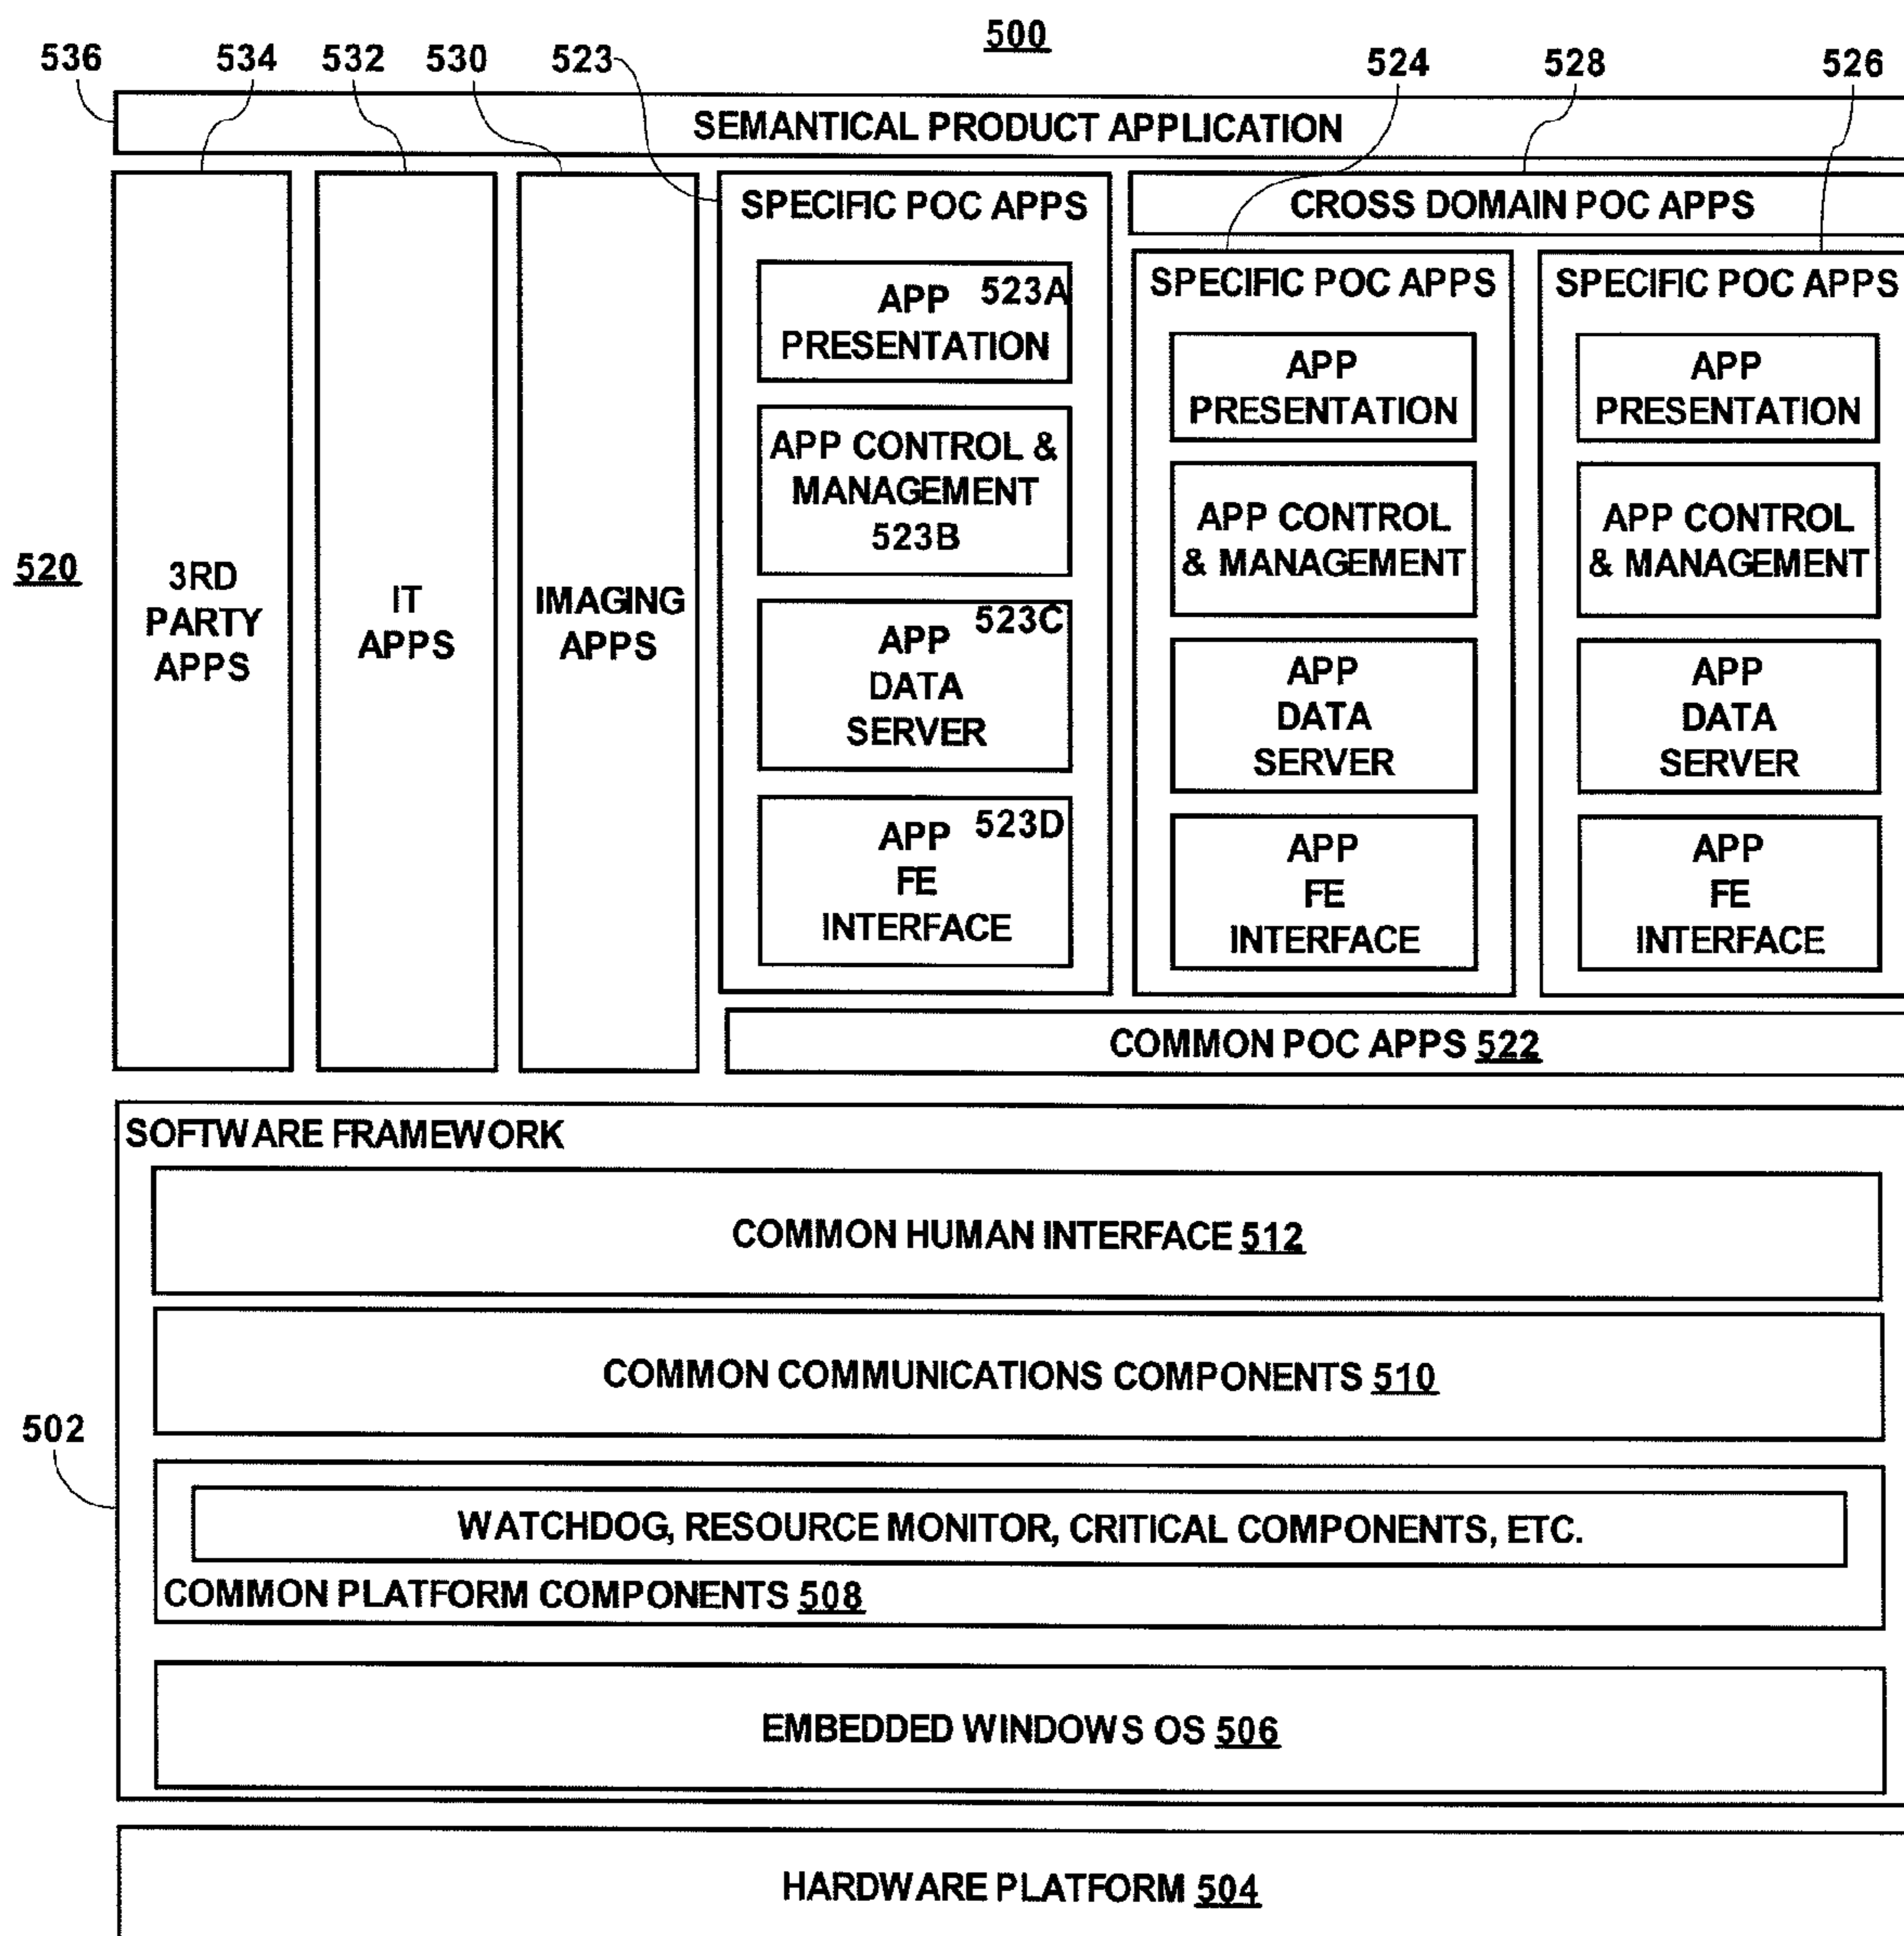 500
536
534
532
530
523
524
528
526
SEMANTICAL PRODUCT APPLICATION
520
3RD
PARTY
APPS
IT
APPS
IMAGING
APPS
SPECIFIC POC APPS
APP 523A
PRESENTATION
APP CONTROL &
MANAGEMENT
523B
APP 523C
DATA
SERVER
APP 523D
FE
INTERFACE
CROSS DOMAIN POC APPS
SPECIFIC POC APPS
APP
PRESENTATION
APP CONTROL
& MANAGEMENT
APP
DATA
SERVER
APP
FE
INTERFACE
SPECIFIC POC APPS
APP
PRESENTATION
APP CONTROL
& MANAGEMENT
APP
DATA
SERVER
APP
FE
INTERFACE
COMMON POC APPS 522
SOFTWARE FRAMEWORK
COMMON HUMAN INTERFACE 512
COMMON COMMUNICATIONS COMPONENTS 510
502
WATCHDOG, RESOURCE MONITOR, CRITICAL COMPONENTS, ETC.
COMMON PLATFORM COMPONENTS 508
EMBEDDED WINDOWS OS 506
HARDWARE PLATFORM 504